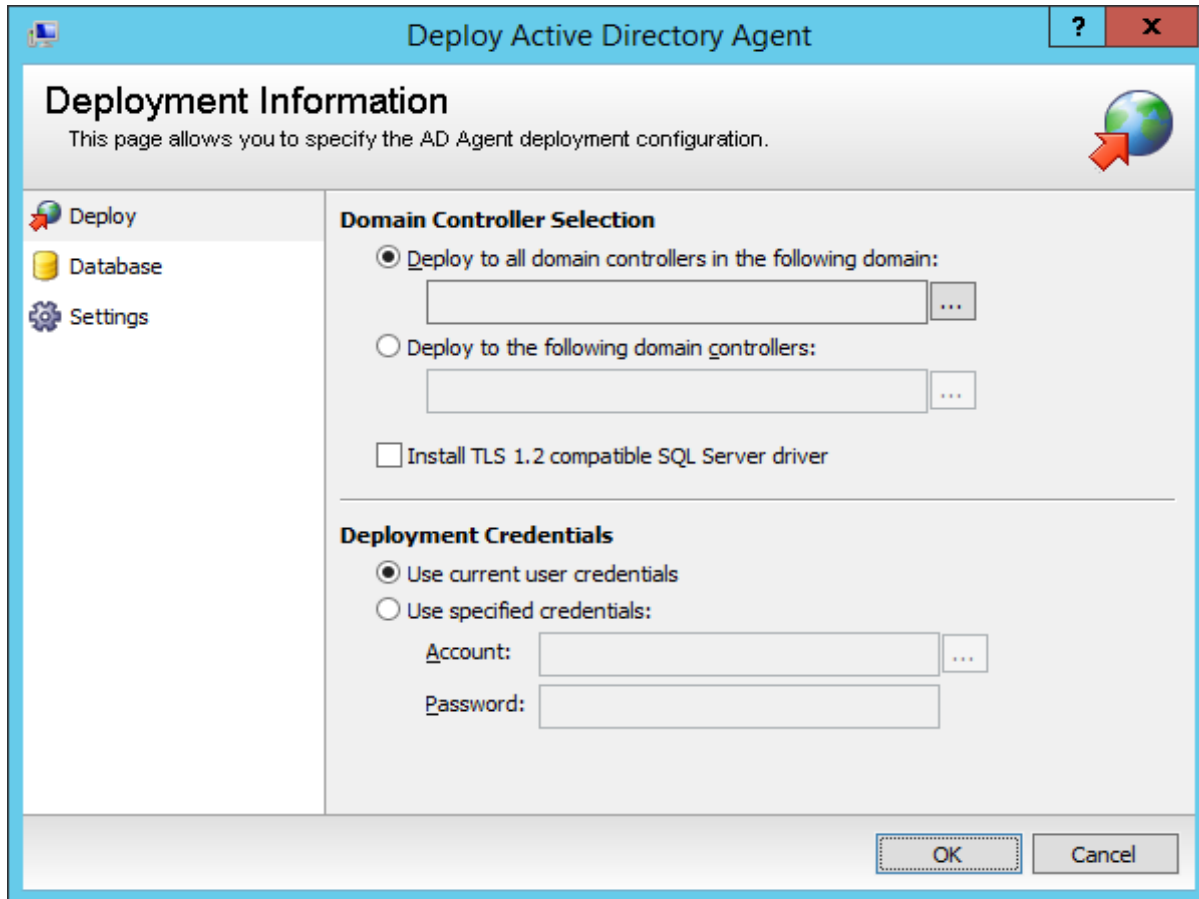 Deploy Active Directory Agent
?
x
Deployment Information
This page allows you to specify the AD Agent deployment configuration.
Deploy
Database
Settings
Domain Controller Selection
Deploy to all domain controllers in the following domain:
...
Deploy to the following domain controllers:
...
Install TLS 1.2 compatible SQL Server driver
Deployment Credentials
Use current user credentials
Use specified credentials:
Account:
...
Password:
OK
Cancel